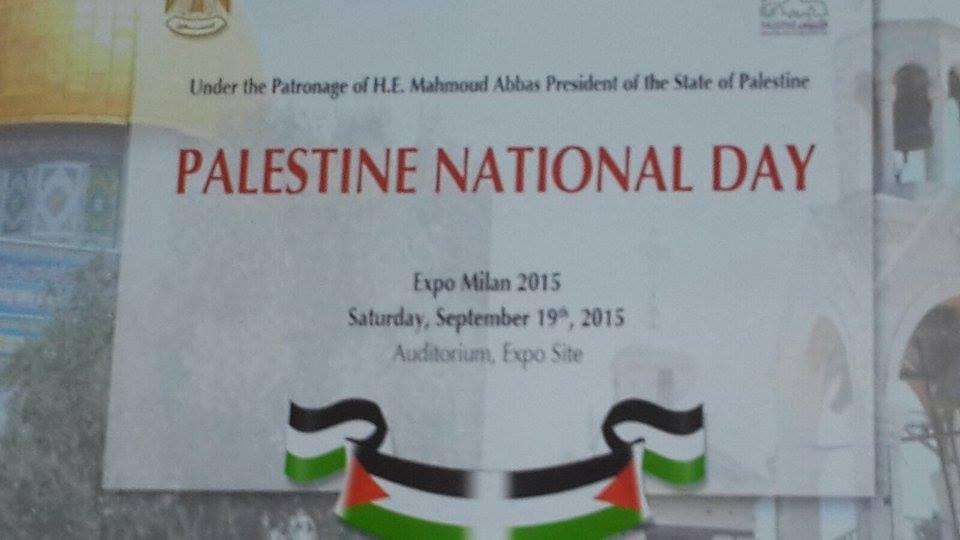 Under the Patronage of H.E. Mahmoud Abbas President of the State of Palestine
PALESTINE NATIONAL DAY
Expo Milan 2015
Saturday, September 19th, 2015
Auditorium, Expo Site